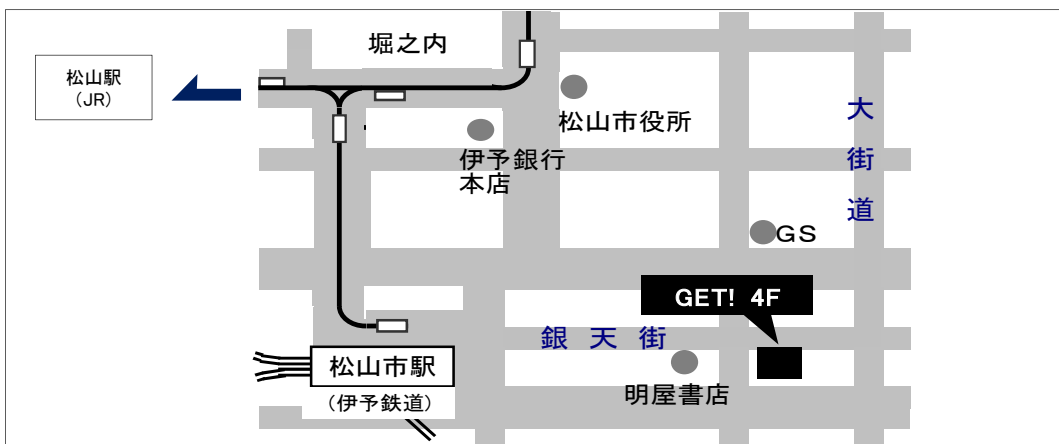 堀之内
松山駅
（JR）
松山市役所
大街道
伊予銀行
本店
GS
GET! 4F
銀天街
松山市駅
（伊予鉄道）
明屋書店